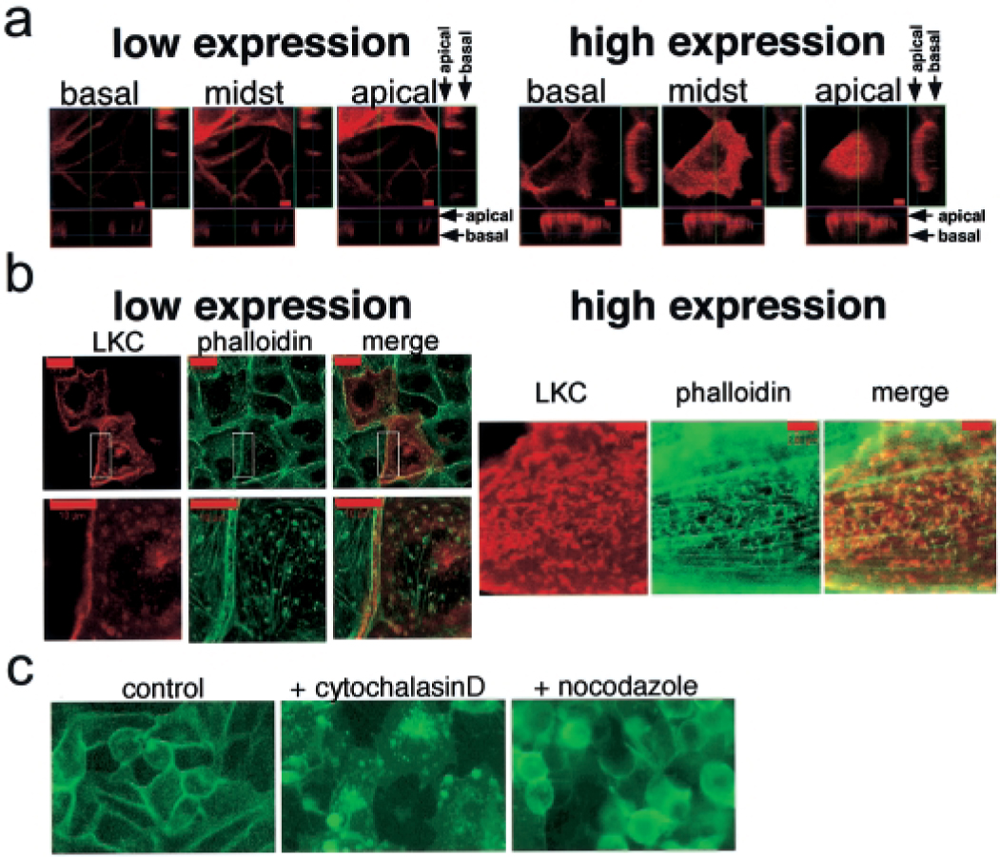 a
low expression
high expression
apical
basal
apical
basal
basal midst apical
basal midst apical
apical
basal
apical
basal
b
low expression
high expression
LKC phalloidin merge
LKC phalloidin merge
c
control + cytochalasinD + nocodazole